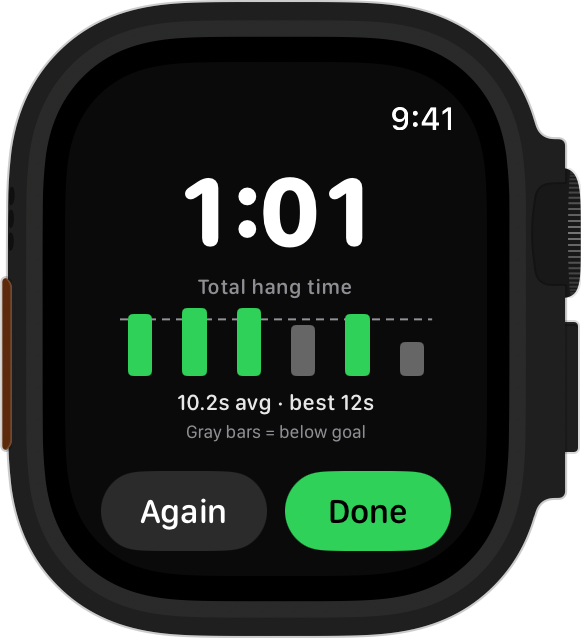 9:41
1:01
Total hang time
10.2s avg · best 12s
Gray bars = below goal
Again
Done